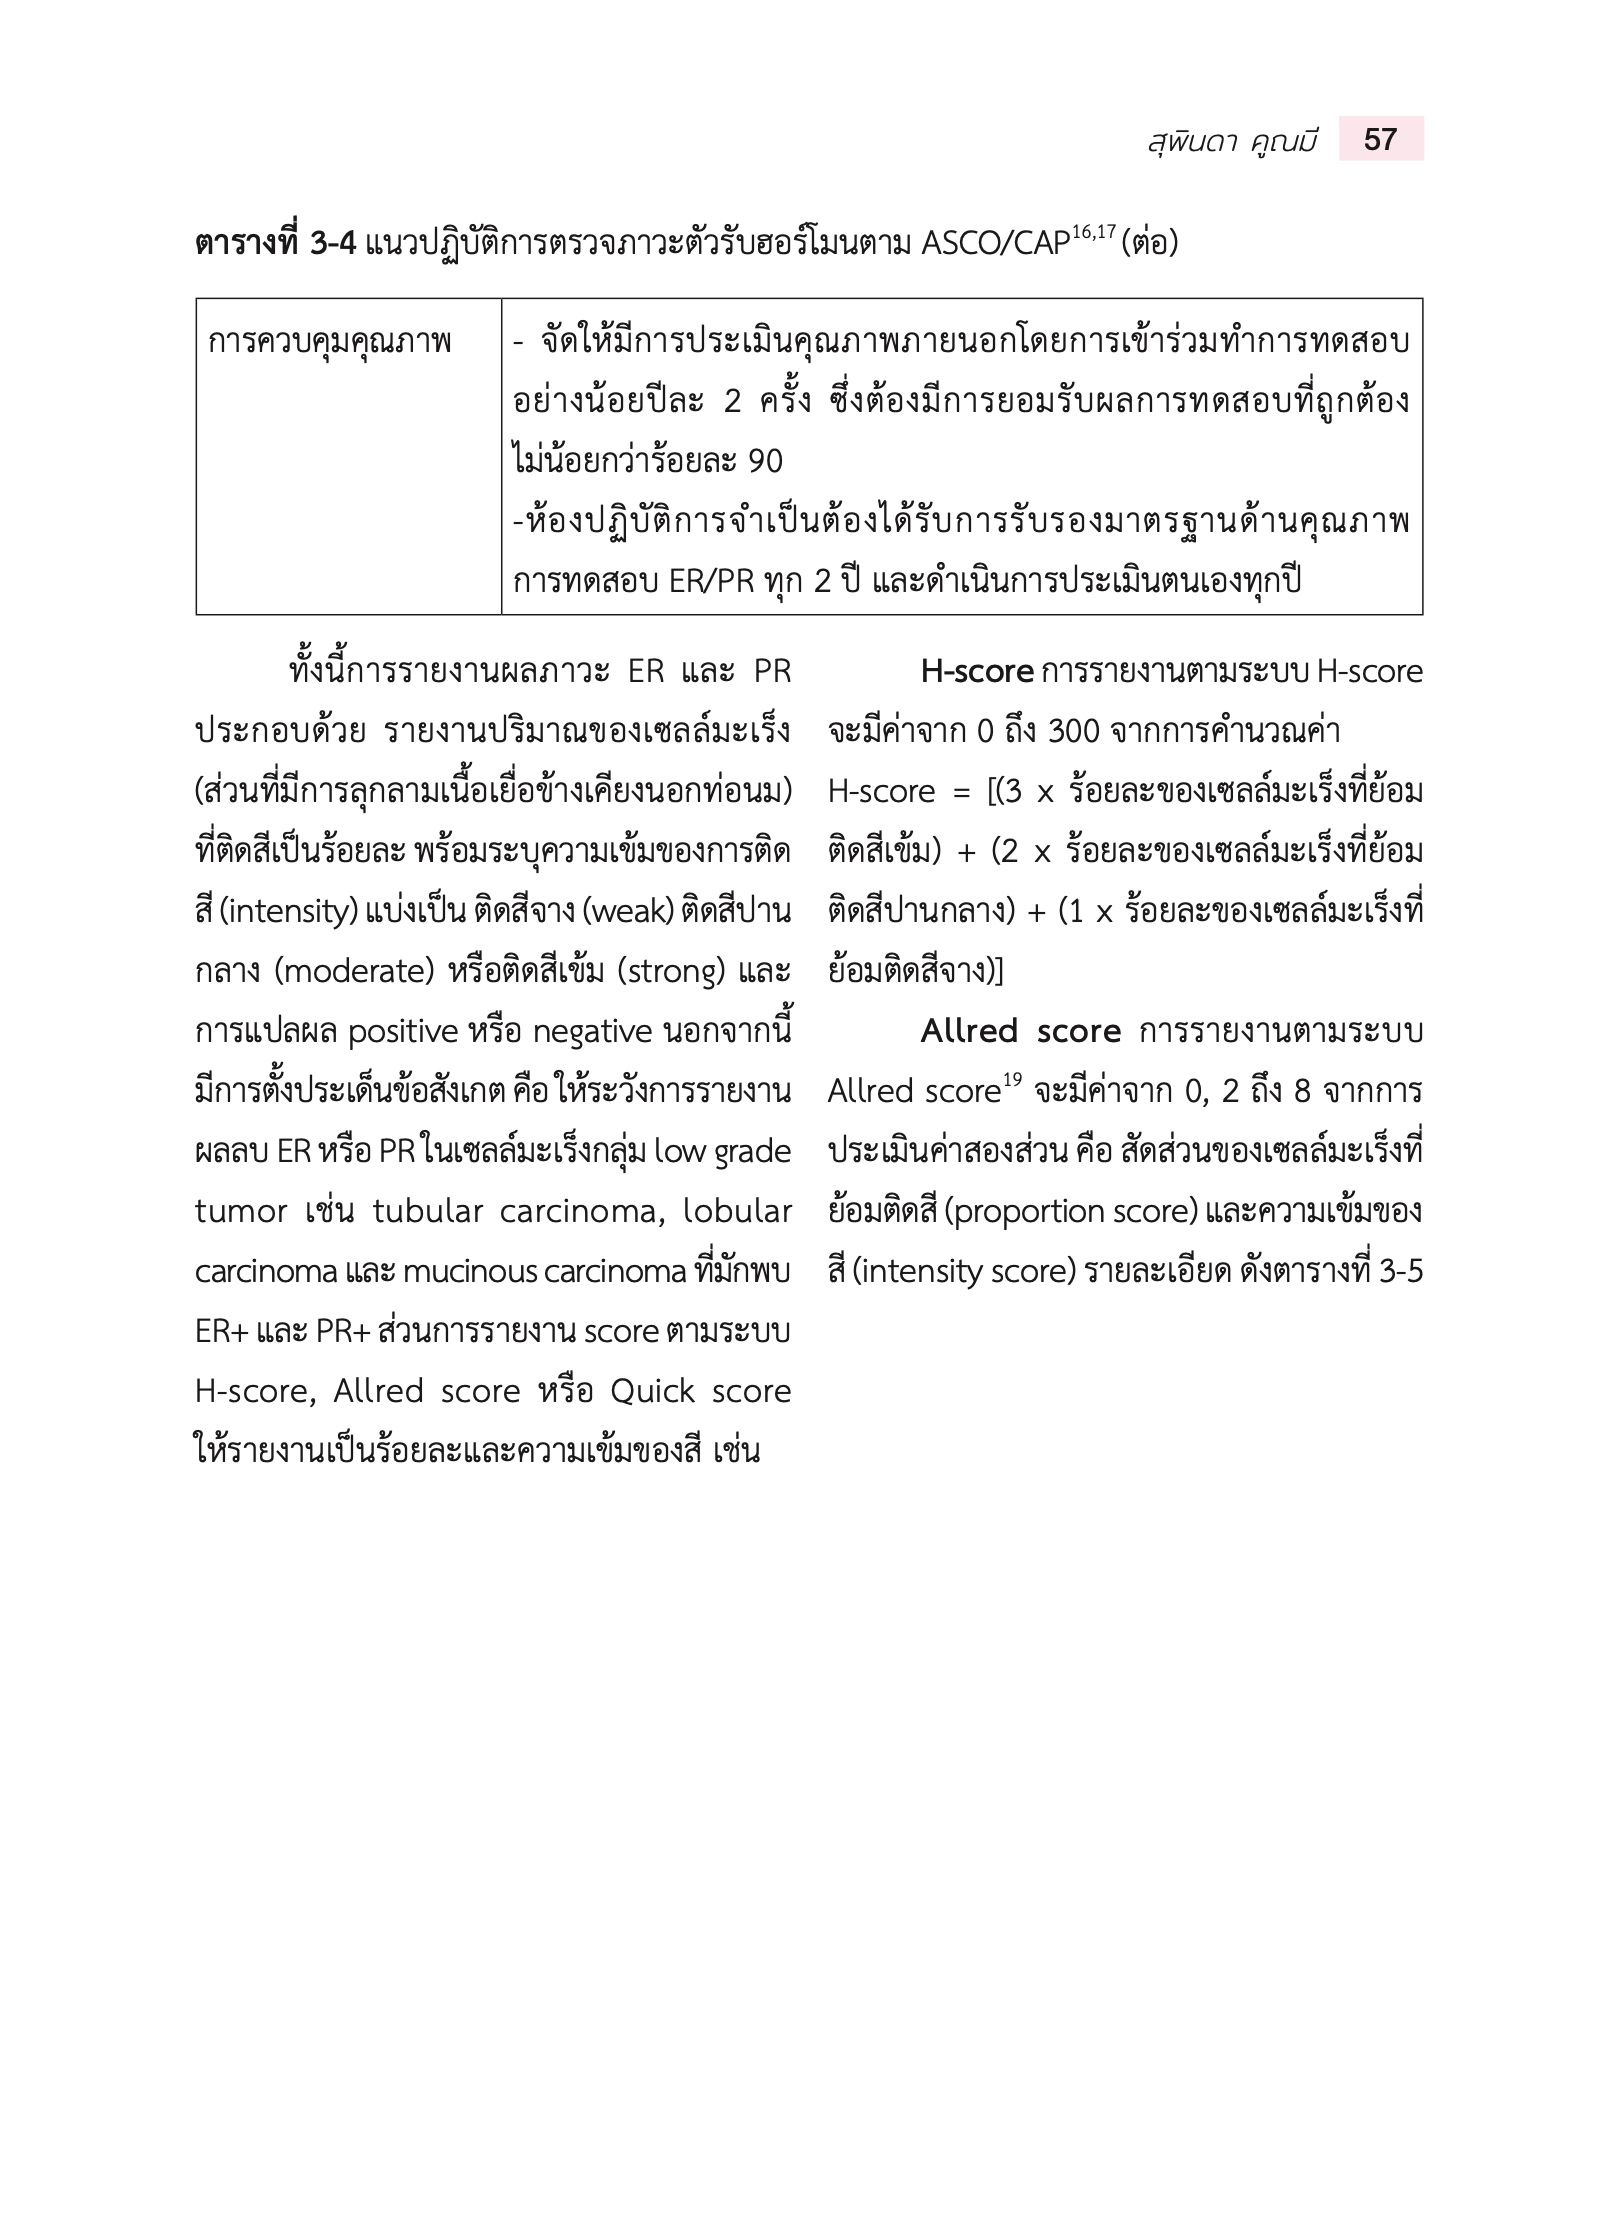 สุพินดา คูณมี 57
ตารางที่ 3-4 แนวปฏิบัติการตรวจภาวะตัวรับฮอร์โมนตาม ASCO/CAP16,17 (ต่อ)
การควบคุมคุณภาพ
- จัดให้มีการประเมินคุณภาพภายนอกโดยการเข้าร่วมทำการทดสอบ
อย่างน้อยปีละ 2 ครั้ง ซึ่งต้องมีการยอมรับผลการทดสอบที่ถูกต้อง
ไม่น้อยกว่าร้อยละ 90
-ห้องปฏิบัติการจำเป็นต้องได้รับการรับรองมาตรฐานด้านคุณภาพ
การทดสอบ ER/PR ทุก 2 ปี และดำเนินการประเมินตนเองทุกปี
ทั้งนี้การรายงานผลภาวะ ER และ PR
ประกอบด้วย รายงานปริมาณของเซลล์มะเร็ง
(ส่วนที่มีการลุกลามเนื้อเยื่อข้างเคียงนอกท่อนม)
ที่ติดสีเป็นร้อยละ พร้อมระบุความเข้มของการติด
สี (intensity) แบ่งเป็น ติดสีจาง (weak) ติดสีปาน
กลาง (moderate) หรือติดสีเข้ม (strong) และ
การแปลผล positive หรือ negative นอกจากนี้
มีการตั้งประเด็นข้อสังเกต คือ ให้ระวังการรายงาน
ผลลบ ER หรือ PR ในเซลล์มะเร็งกลุ่ม low grade
tumor เช่น tubular carcinoma, lobular
carcinoma และ mucinous carcinoma ที่มักพบ
ER+ และ PR+ ส่วนการรายงาน score ตามระบบ
H-score, Allred score หรือ Quick score
ให้รายงานเป็นร้อยละและความเข้มของสี เช่น
H-score การรายงานตามระบบ H-score
จะมีค่าจาก 0 ถึง 300 จากการคำนวณค่า
H-score = [(3 x ร้อยละของเซลล์มะเร็งที่ย้อม
ติดสีเข้ม) + (2 x ร้อยละของเซลล์มะเร็งที่ย้อม
ติดสีปานกลาง) + (1 x ร้อยละของเซลล์มะเร็งที่
ย้อมติดสีจาง)]
Allred score การรายงานตามระบบ
Allred score19 จะมีค่าจาก 0, 2 ถึง 8 จากการ
ประเมินค่าสองส่วน คือ สัดส่วนของเซลล์มะเร็งที่
ย้อมติดสี (proportion score) และความเข้มของ
สี (intensity score) รายละเอียด ดังตารางที่ 3-5